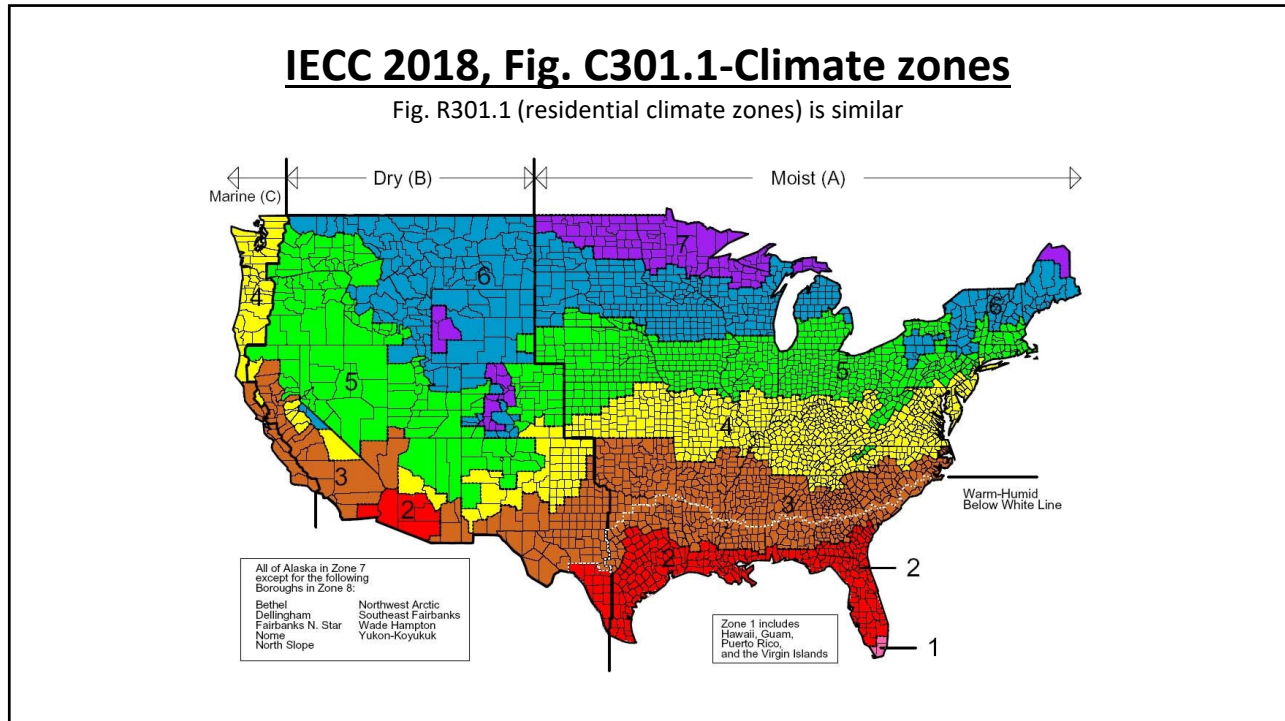 IECC 2018, Fig. C301.1-Climate zones
Fig. R301.1 (residential climate zones) is similar
Marine (C)
Dry (B)
Moist (A)
7
6
6
4
5
5
4
3
3
2
2
Warm-Humid
Below White Line
2
1
All of Alaska in Zone 7
except for the following
Boroughs in Zone 8:
Bethel Northwest Arctic
Dellingham Southeast Fairbanks
Fairbanks N. Star Wade Hampton
Nome Yukon-Koyukuk
North Slope
Zone 1 includes
Hawaii, Guam,
Puerto Rico,
and the Virgin Islands